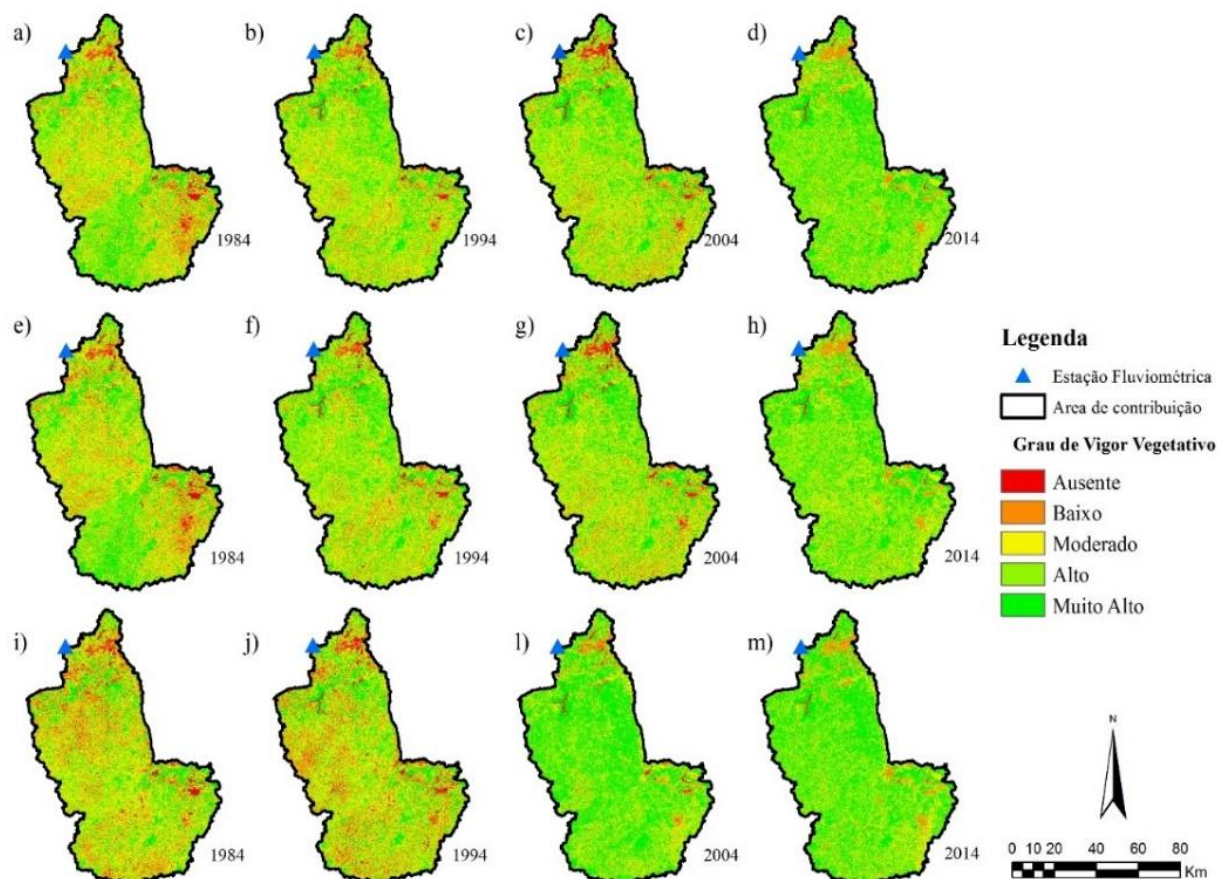 a)
b)
c)
d)
1984
1994
2004
2014
e)
f)
g)
h)
1984
1994
2004
2014
i)
j)
l)
m)
1984
1994
2004
2014
Legenda
Estação Fluviométrica
Area de contribuição
Grau de Vigor Vegetativo
Ausente
Baixo
Moderado
Alto
Muito Alto
N
0 10 20 40 60 80
Km